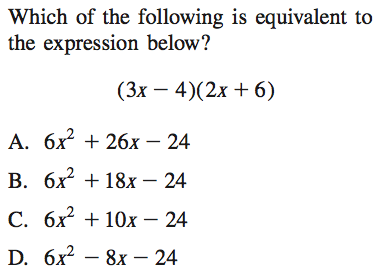 Which of the following is equivalent to
the expression below?
(3x – 4)(2x + 6)
A. 6x² + 26x – 24
B. 6x² + 18x – 24
C. 6x² + 10x – 24
D. 6x² – 8x – 24